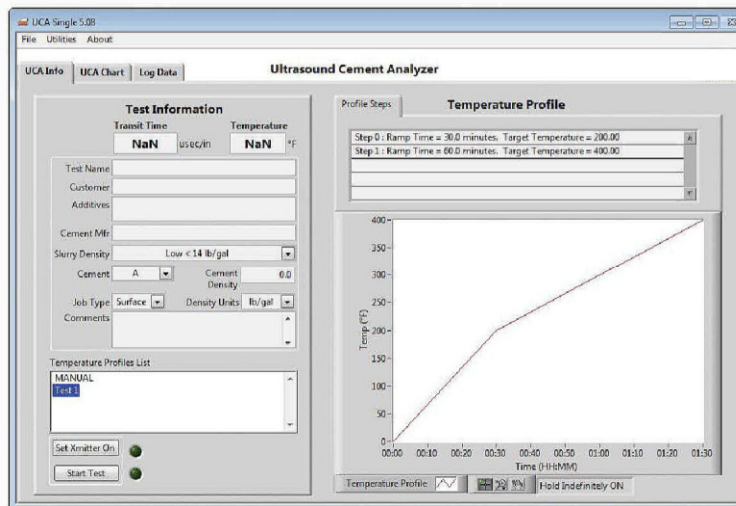 UCA Single 5.08
File Utilities About
UCA Info UCA Chart Log Data
Ultrasound Cement Analyzer
Test Information
Transit Time Temperature
NaN usec/in NaN °F
Test Name
Customer
Additives
Cement Mfr
Slurry Density Low < 14 lb/gal
Cement A Cement Density 0.0
Job Type Surface Density Units lb/gal
Comments
Temperature Profiles List
MANUAL
Test 1
Set Xmitter On
Start Test
Profile Steps Temperature Profile
Step 0 : Ramp Time = 30.0 minutes. Target Temperature = 200.00
Step 1 : Ramp Time = 60.0 minutes. Target Temperature = 400.00
400
350
300
250
200
150
100
50
0
Temp (°F)
00:00 00:10 00:20 00:30 00:40 00:50 01:00 01:10 01:20 01:30
Time (HH:MM)
Temperature Profile Hold Indefinitely ON